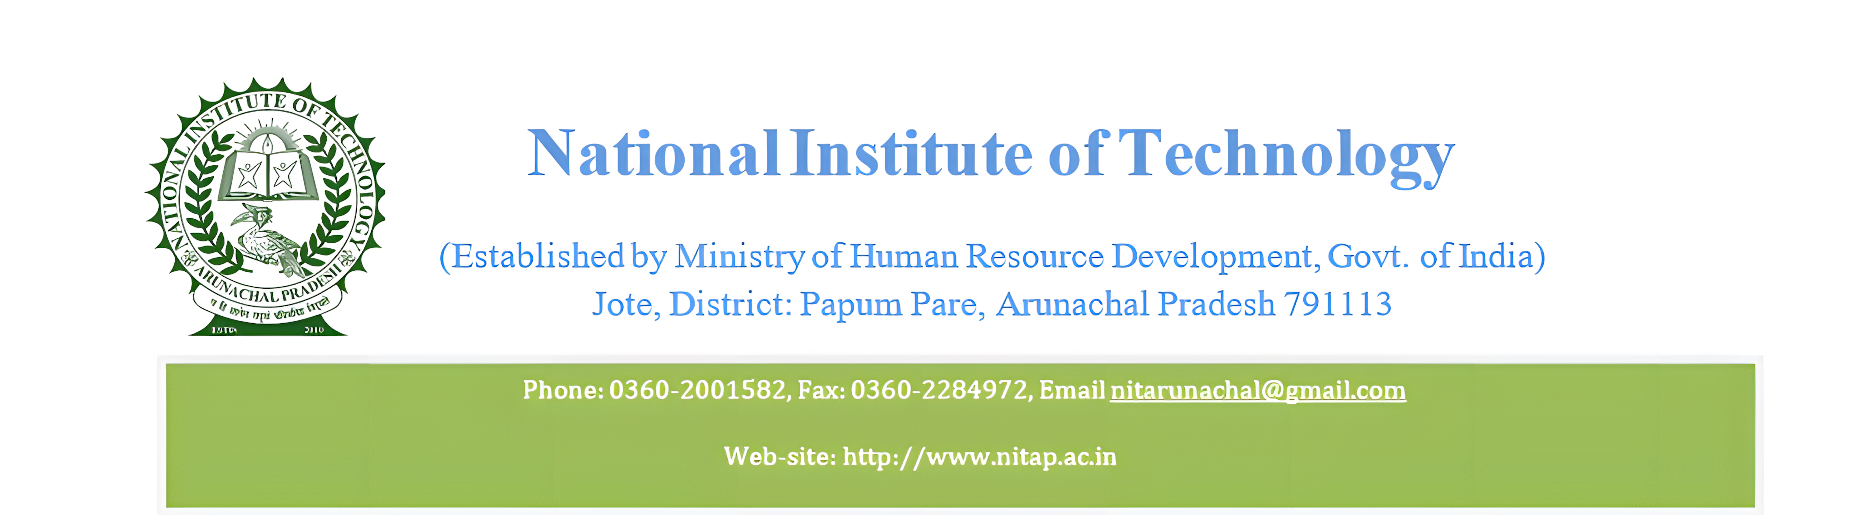 NATIONAL INSTITUTE OF TECHNOLOGY
ARUNACHAL PRADESH
National Institute of Technology
(Established by Ministry of Human Resource Development, Govt. of India)
Jote, District: Papum Pare, Arunachal Pradesh 791113
Phone: 0360-2001582, Fax: 0360-2284972, Email nitarunachal@gmail.com
Web-site: http://www.nitap.ac.in